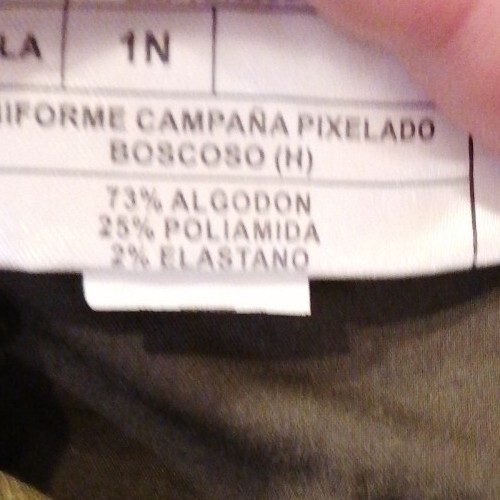 LA 1N
IFORME CAMPAÑA PIXELADO
BOSCOSO (H)
73% ALGODON
25% POLIAMIDA
2% ELASTANO